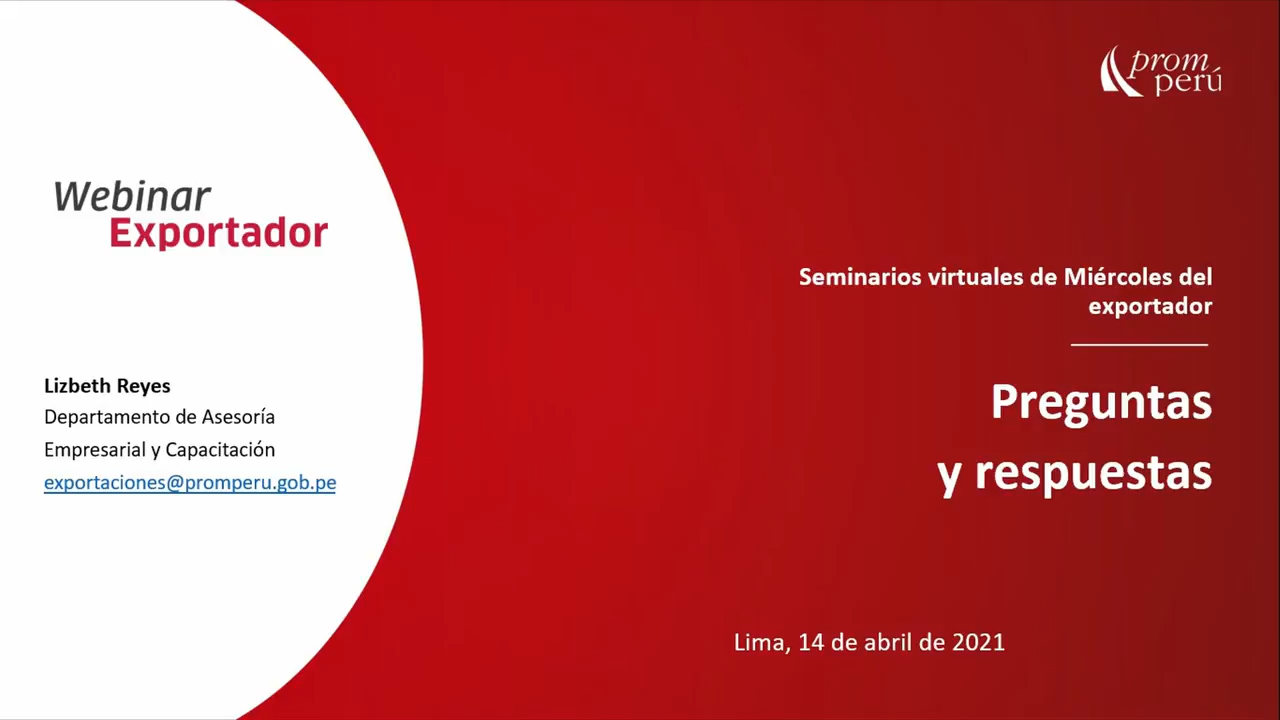 prom
perú
Webinar
Exportador
Seminarios virtuales de Miércoles del
exportador
Lizbeth Reyes
Departamento de Asesoría
Empresarial y Capacitación
exportaciones@promperu.gob.pe
Preguntas
y respuestas
Lima, 14 de abril de 2021